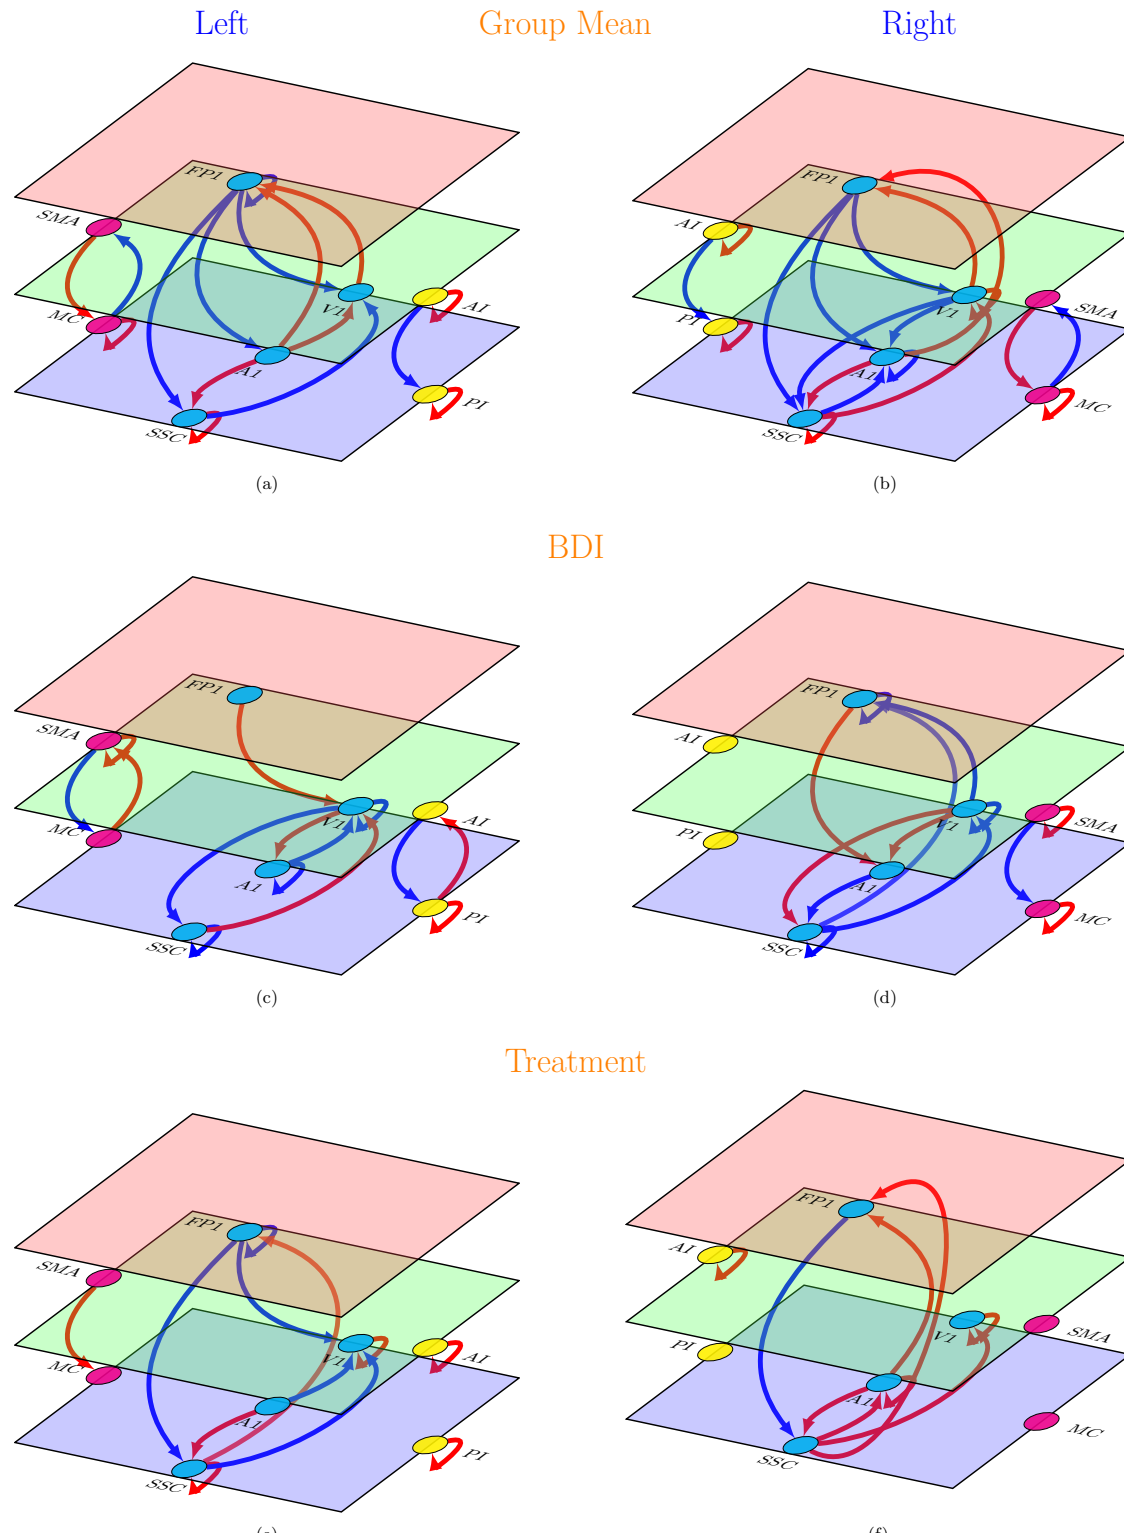 Left Group Mean Right
FP1 FP1
SMA AI
MC V1 AI PI V1 SMA
A1 PI A1 MC
SSC SSC
(a) (b)
BDI
FP1 FP1
SMA AI
MC V1 AI PI V1 SMA
A1 PI A1 MC
SSC SSC
(c) (d)
Treatment
FP1 FP1
SMA AI
MC V1 AI PI V1 SMA
A1 PI A1 MC
SSC SSC